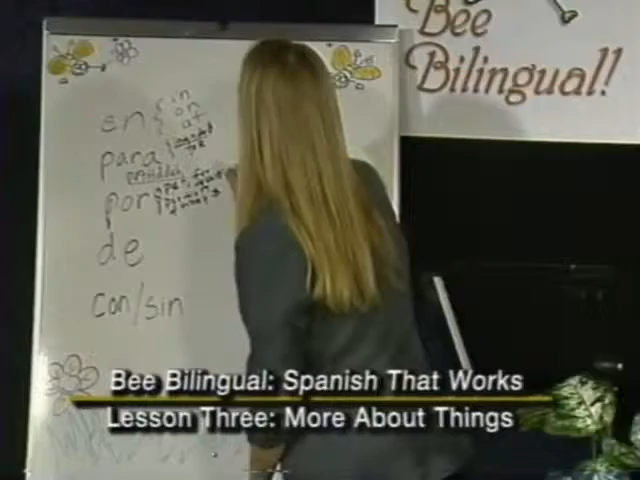 Bee
Bilingual!
en { in
on
at
para
por
de
con/sin
Bee Bilingual: Spanish That Works
Lesson Three: More About Things